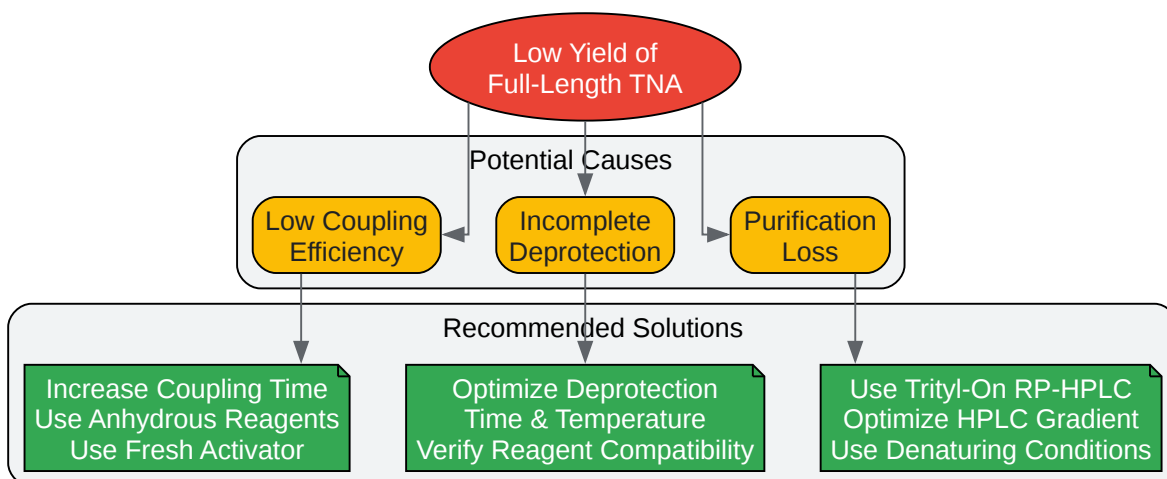 Low Yield of
Full-Length TNA
Potential Causes
Low Coupling
Efficiency
Incomplete
Deprotection
Purification
Loss
Recommended Solutions
Increase Coupling Time
Use Anhydrous Reagents
Use Fresh Activator
Optimize Deprotection
Time & Temperature
Verify Reagent Compatibility
Use Trityl-On RP-HPLC
Optimize HPLC Gradient
Use Denaturing Conditions